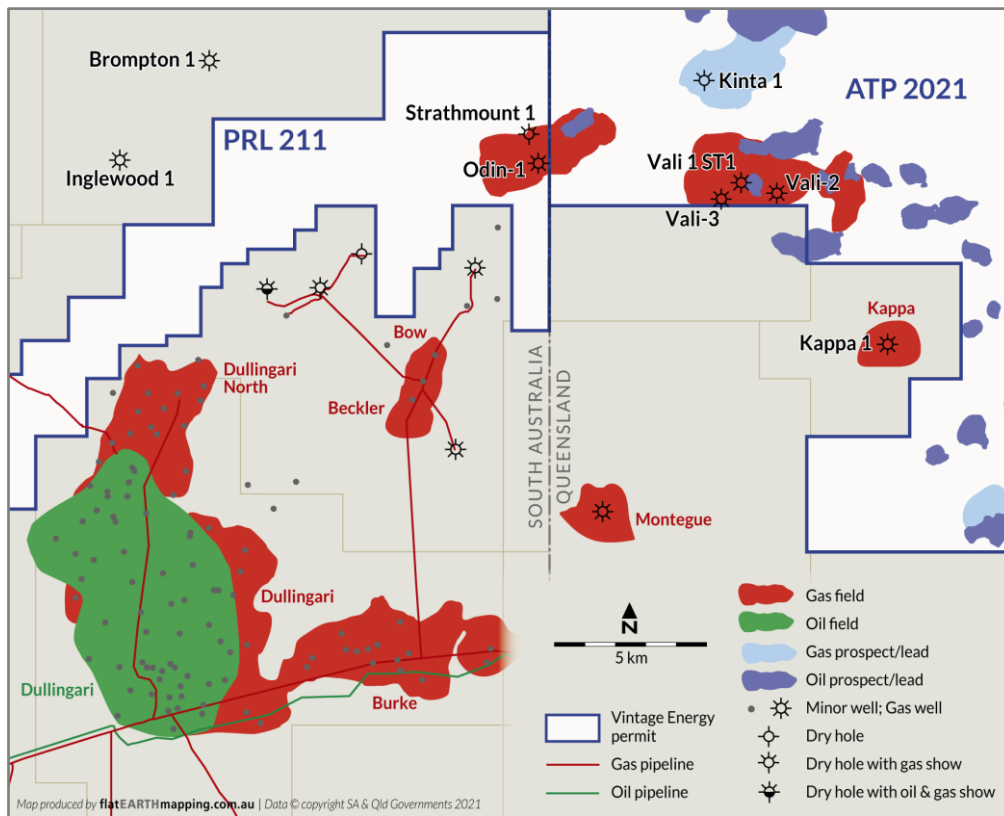 Brompton 1
Kinta 1
ATP 2021
Strathmount 1
PRL 211
Odin-1
Vali 1 ST1
Vali-2
Inglewood 1
Vali-3
Kappa
Kappa 1
Bow
Dullingari
North
Beckler
SOUTH AUSTRALIA
QUEENSLAND
Montegue
Dullingari
Dullingari
Burke
N
5 km
Gas field
Oil field
Gas prospect/lead
Oil prospect/lead
Minor well; Gas well
Dry hole
Dry hole with gas show
Dry hole with oil & gas show
Vintage Energy
permit
Gas pipeline
Oil pipeline
Map produced by flatEARTHmapping.com.au | Data © copyright SA & Qld Governments 2021